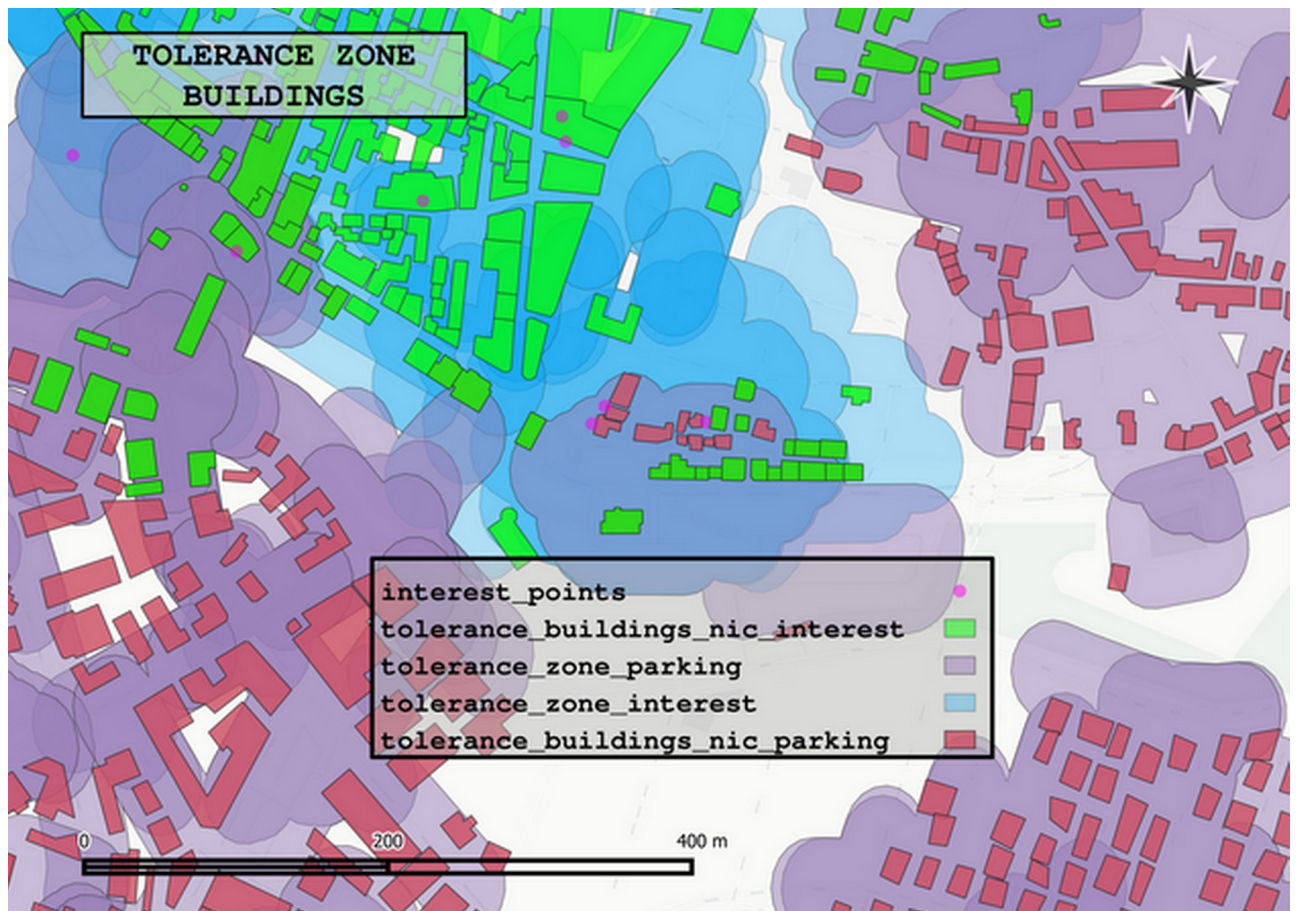 TOLERANCE ZONE
BUILDINGS
interest_points
tolerance_buildings_nic_interest
tolerance_zone_parking
tolerance_zone_interest
tolerance_buildings_nic_parking
0 200 400 m